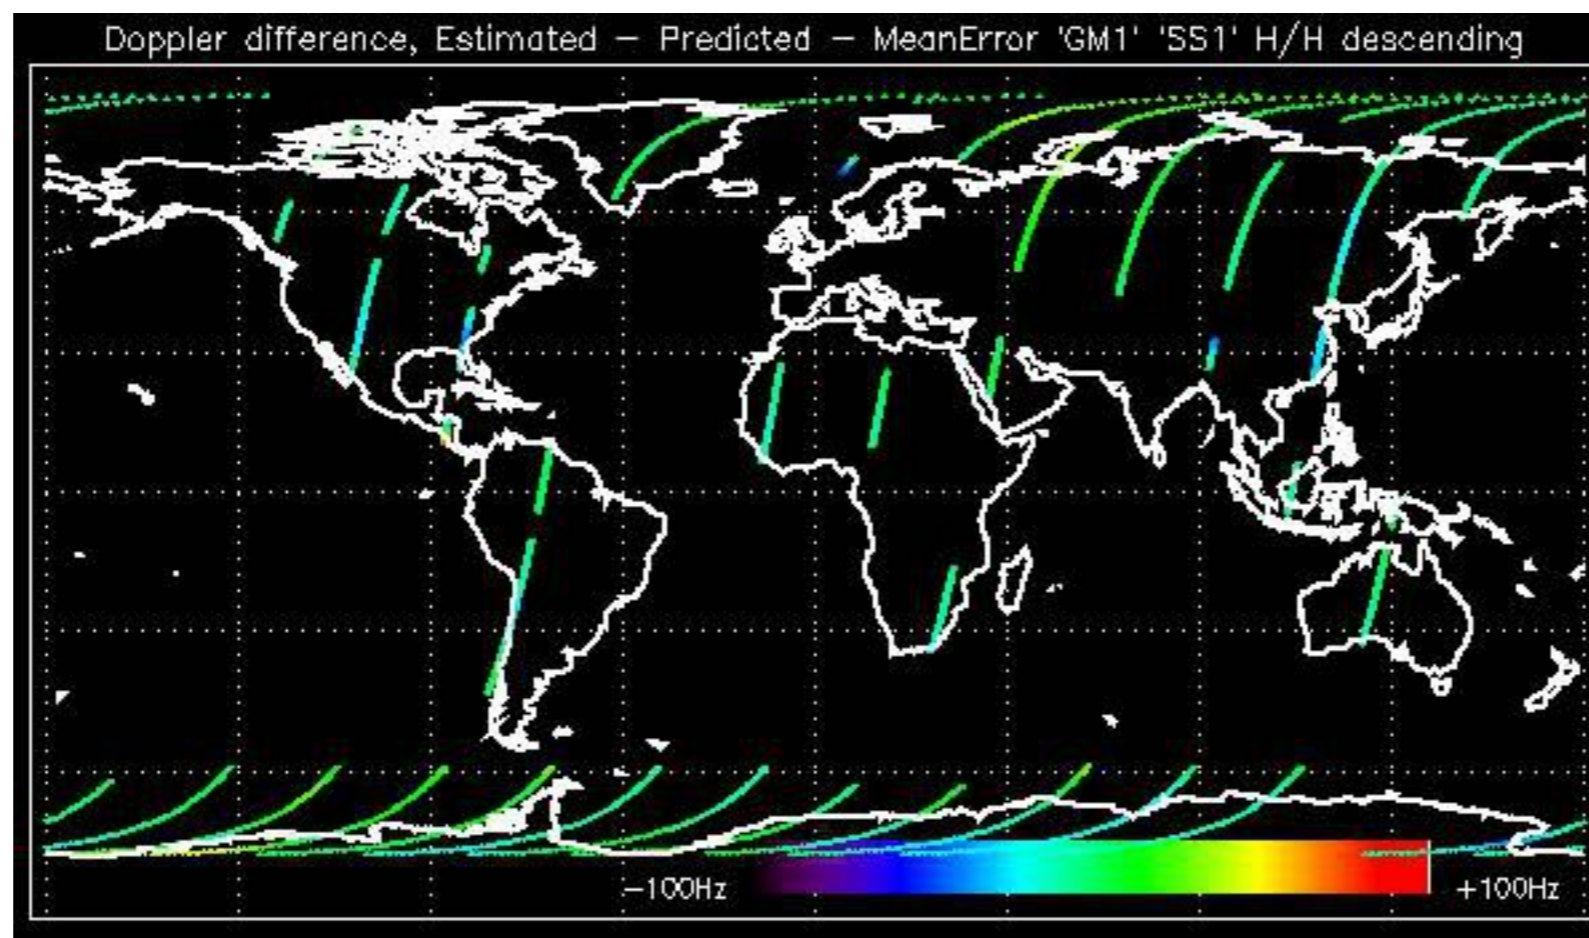 Doppler difference, Estimated – Predicted – MeanError 'GM1' 'SS1' H/H descending
–100Hz +100Hz